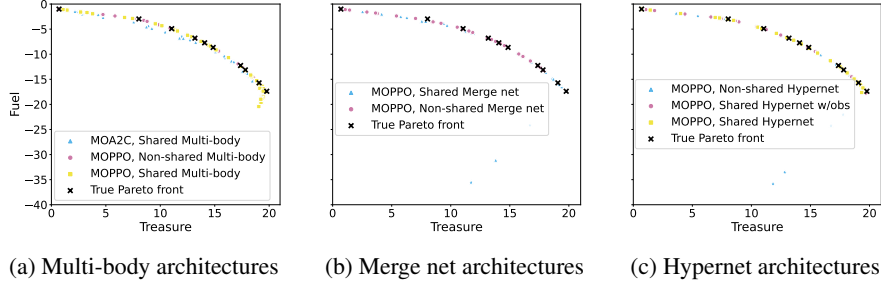 0
−5
−10
−15
−20
−25
−30
−35
−40
Fuel
0 5 10 15 20
Treasure
MOA2C, Shared Multi-body
MOPPO, Non-shared Multi-body
MOPPO, Shared Multi-body
True Pareto front
(a) Multi-body architectures
0 5 10 15 20
Treasure
MOPPO, Shared Merge net
MOPPO, Non-shared Merge net
True Pareto front
(b) Merge net architectures
0 5 10 15 20
Treasure
MOPPO, Non-shared Hypernet
MOPPO, Shared Hypernet w/obs
MOPPO, Shared Hypernet
True Pareto front
(c) Hypernet architectures